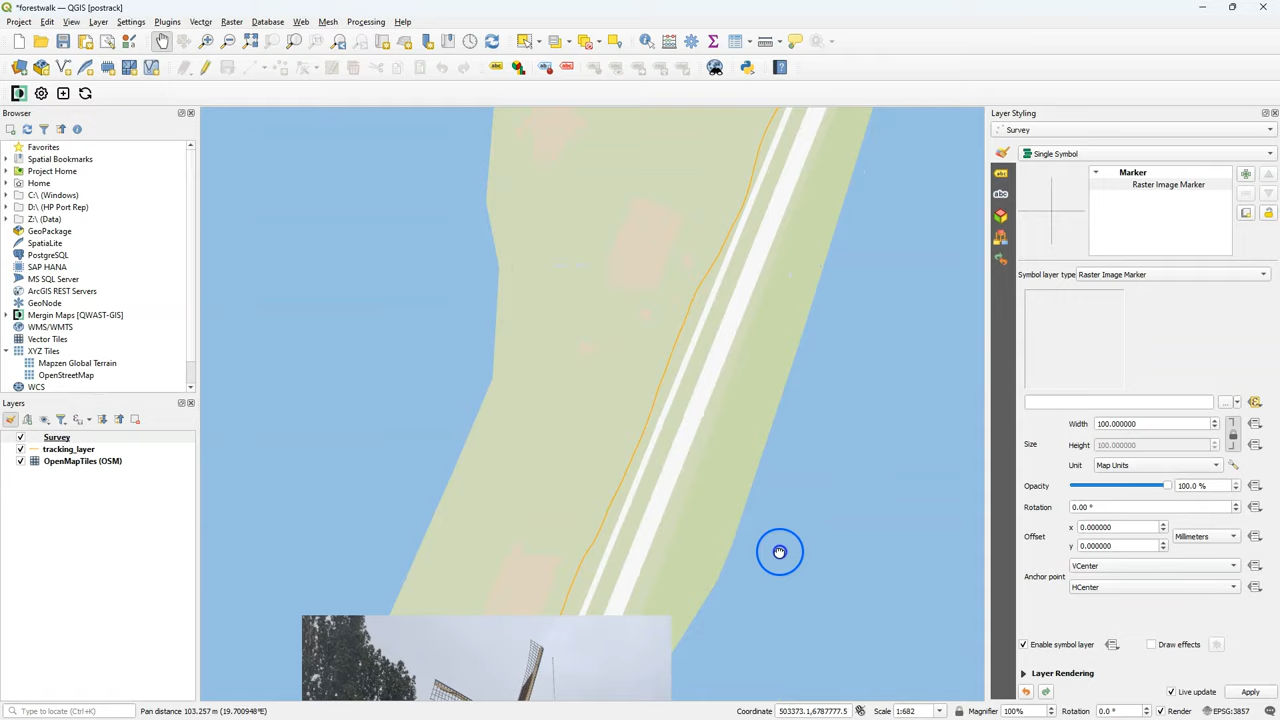 *forestwalk — QGIS [postrack]
Project Edit View Layer Settings Plugins Vector Raster Database Web Mesh Processing Help
Browser
Favorites
Spatial Bookmarks
Project Home
Home
C:\ (Windows)
D:\ (HP Port Rep)
Z:\ (Data)
GeoPackage
SpatiaLite
PostgreSQL
SAP HANA
MS SQL Server
ArcGIS REST Servers
GeoNode
Mergin Maps [QWAST-GIS]
WMS/WMTS
Vector Tiles
XYZ Tiles
Mapzen Global Terrain
OpenStreetMap
WCS
Layers
Survey
tracking_layer
OpenMapTiles (OSM)
Layer Styling
Survey
Single Symbol
Marker
Raster Image Marker
Symbol layer type Raster Image Marker
Width 100.000000
Size
Height 100.000000
Unit Map Units
Opacity 100.0 %
Rotation 0.00 °
x 0.000000
Offset Millimeters
y 0.000000
VCenter
Anchor point
HCenter
Enable symbol layer Draw effects
Layer Rendering
Live update Apply
Type to locate (Ctrl+K) Pan distance 103.257 m (19.700948°E) Coordinate 503373.1,6787777.5 Scale 1:682 Magnifier 100% Rotation 0.0 ° Render EPSG:3857